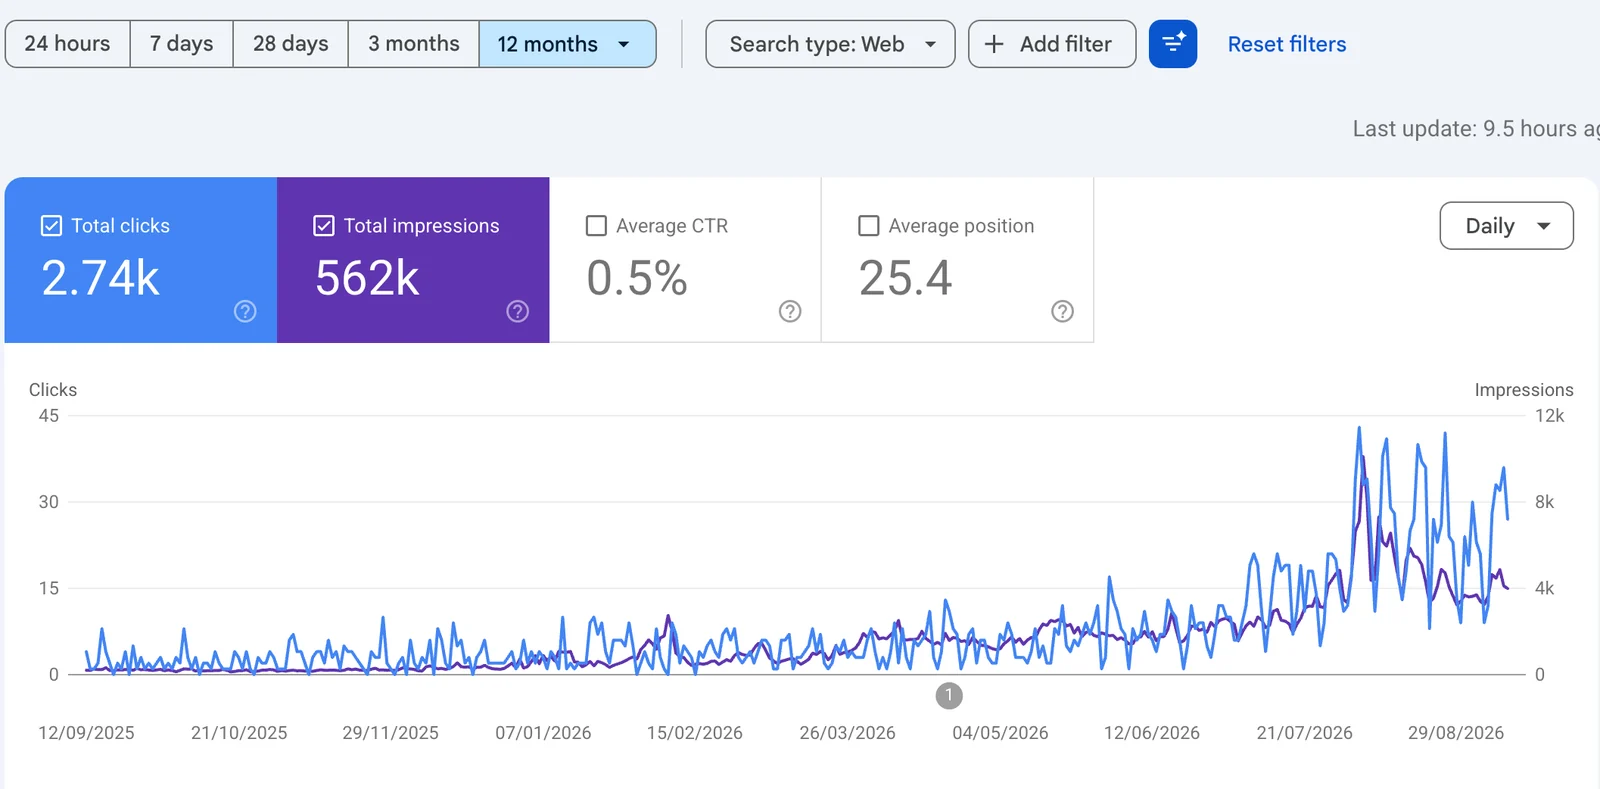 24 hours 7 days 28 days 3 months 12 months Search type: Web Add filter Reset filters
Last update: 9.5 hours ag
Total clicks Total impressions Average CTR Average position Daily
2.74k 562k 0.5% 25.4
Clicks Impressions
45 12k
30 8k
15 4k
0 0
1
12/09/2025 21/10/2025 29/11/2025 07/01/2026 15/02/2026 26/03/2026 04/05/2026 12/06/2026 21/07/2026 29/08/2026